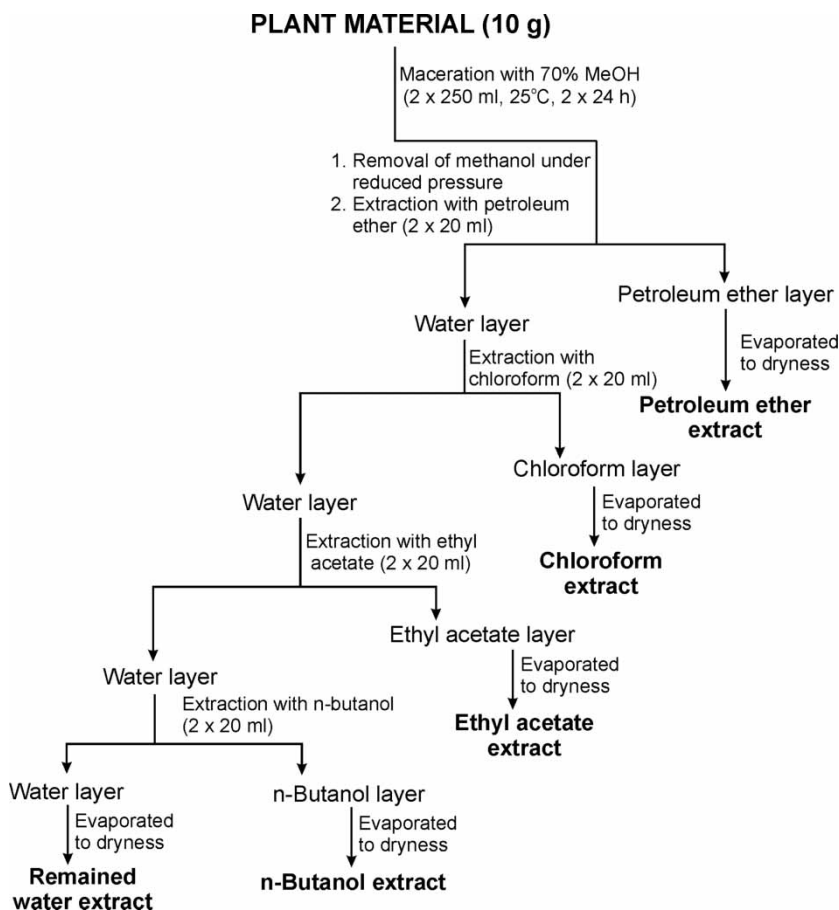 PLANT MATERIAL (10 g)
Maceration with 70% MeOH
(2 x 250 ml, 25°C, 2 x 24 h)
1. Removal of methanol under
reduced pressure
2. Extraction with petroleum
ether (2 x 20 ml)
Petroleum ether layer
Water layer
Evaporated
to dryness
Extraction with
chloroform (2 x 20 ml)
Petroleum ether
extract
Chloroform layer
Water layer
Evaporated
to dryness
Extraction with ethyl
acetate (2 x 20 ml)
Chloroform
extract
Ethyl acetate layer
Water layer
Evaporated
to dryness
Extraction with n-butanol
(2 x 20 ml)
Ethyl acetate
extract
Water layer
n-Butanol layer
Evaporated
to dryness
Evaporated
to dryness
Remained
water extract
n-Butanol extract